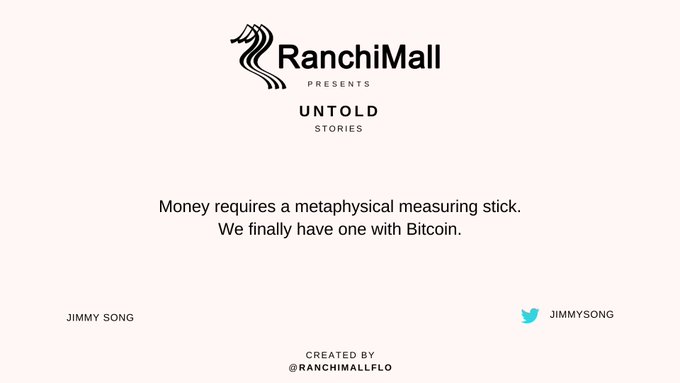 RanchiMall
PRESENTS
UNTOLD
STORIES
Money requires a metaphysical measuring stick.
We finally have one with Bitcoin.
JIMMY SONG
JIMMYSONG
CREATED BY
@RANCHIMALLFLO